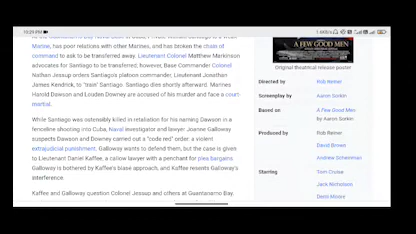 10:29 PM
Marine, has poor relations with other Marines, and has broken the chain of
command to ask to be transferred away. Lieutenant Colonel Matthew Markinson
advocates for Santiago to be transferred; however, Base Commander Colonel
Nathan Jessup orders Santiago's platoon commander, Lieutenant Jonathan
James Kendrick, to "train" Santiago. Santiago dies shortly afterward. Marines
Harold Dawson and Louden Downey are accused of his murder and face a court-
martial.
While Santiago was ostensibly killed in retaliation for his naming Dawson in a
fenceline shooting into Cuba, Naval investigator and lawyer Joanne Galloway
suspects Dawson and Downey carried out a "code red" order: a violent
extrajudicial punishment. Galloway wants to defend them, but the case is given
to Lieutenant Daniel Kaffee, a callow lawyer with a penchant for plea bargains.
Galloway is bothered by Kaffee's blasé approach, and Kaffee resents Galloway's
interference.
Kaffee and Galloway question Colonel Jessup and others at Guantanamo Bay,
A FEW GOOD MEN
Original theatrical release poster
Directed by Rob Reiner
Screenplay by Aaron Sorkin
Based on A Few Good Men
by Aaron Sorkin
Produced by Rob Reiner
David Brown
Andrew Scheinman
Starring Tom Cruise
Jack Nicholson
Demi Moore